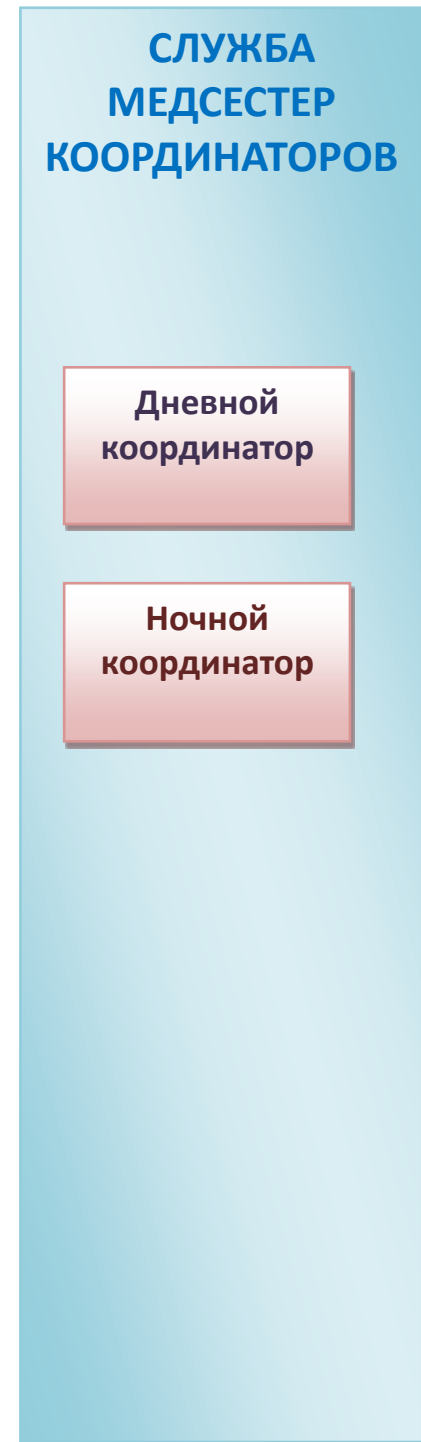 СЛУЖБА
МЕДСЕСТЕР
КООРДИНАТОРОВ
Дневной
координатор
Ночной
координатор